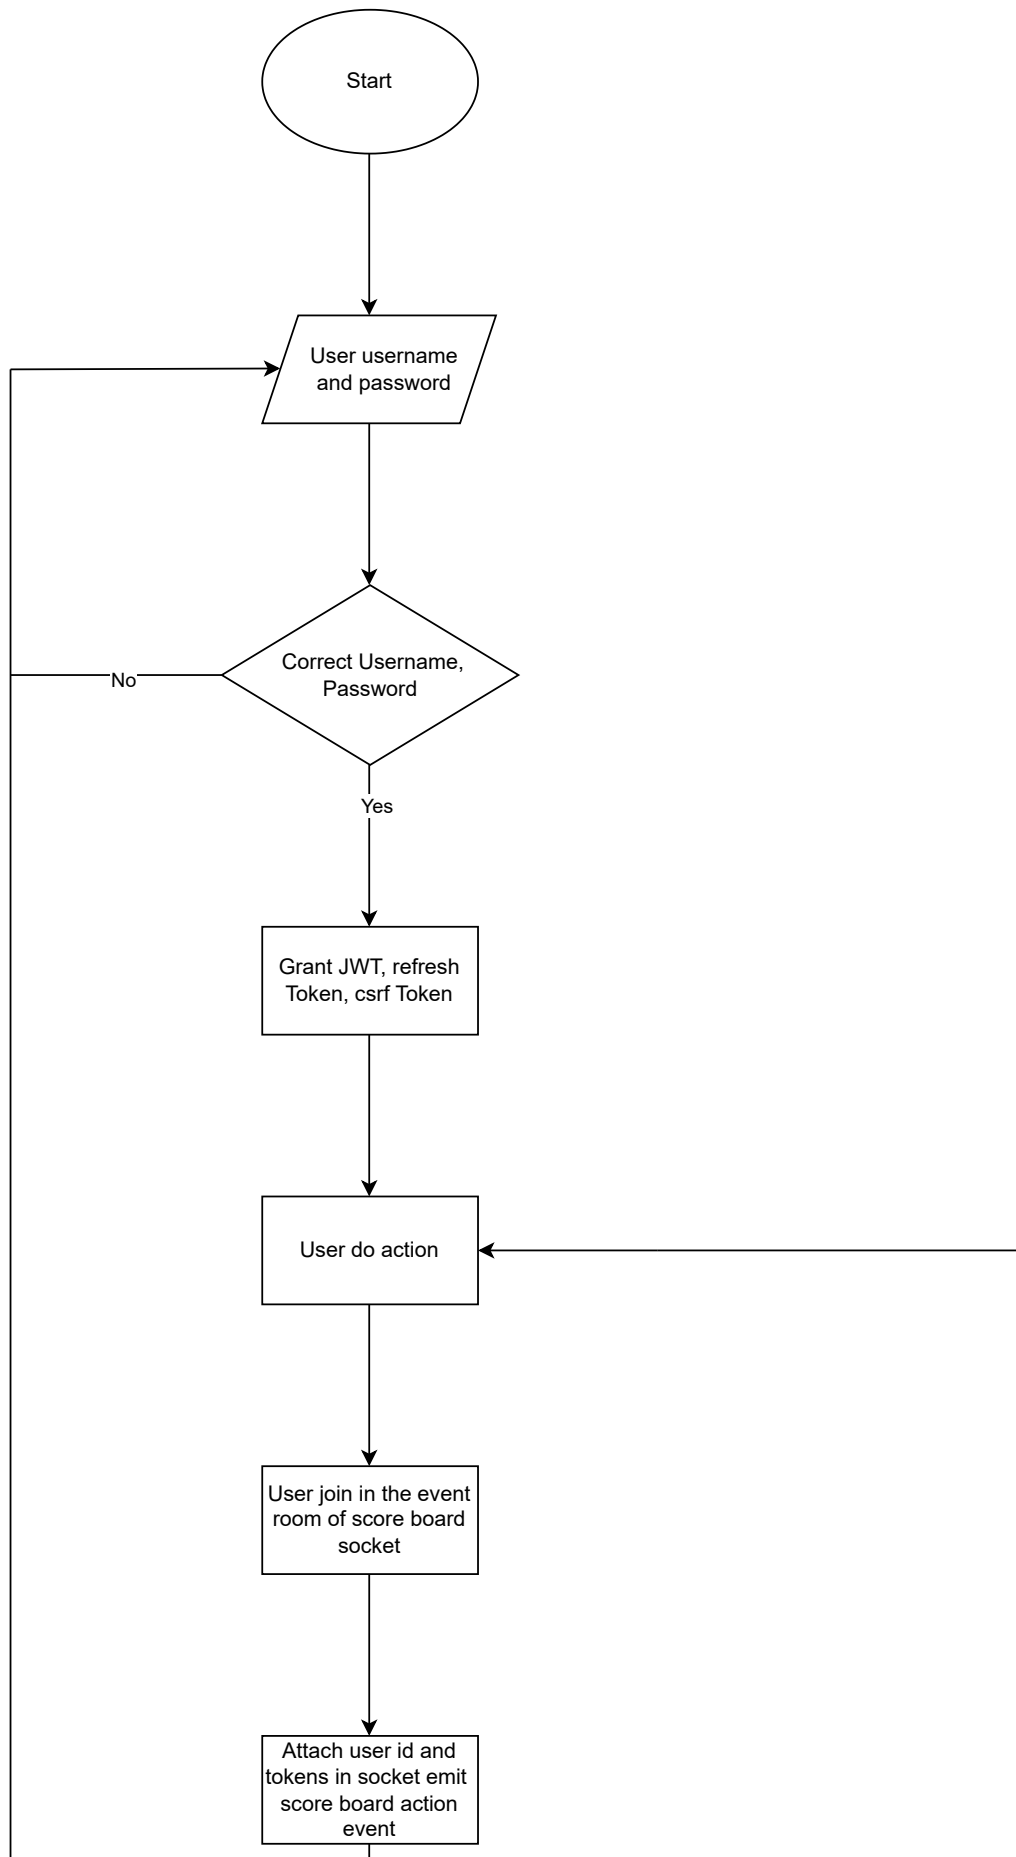 Start
User username
and password
Correct Username,
Password
No
Yes
Grant JWT, refresh
Token, csrf Token
User do action
User join in the event
room of score board
socket
Attach user id and
tokens in socket emit
score board action
event